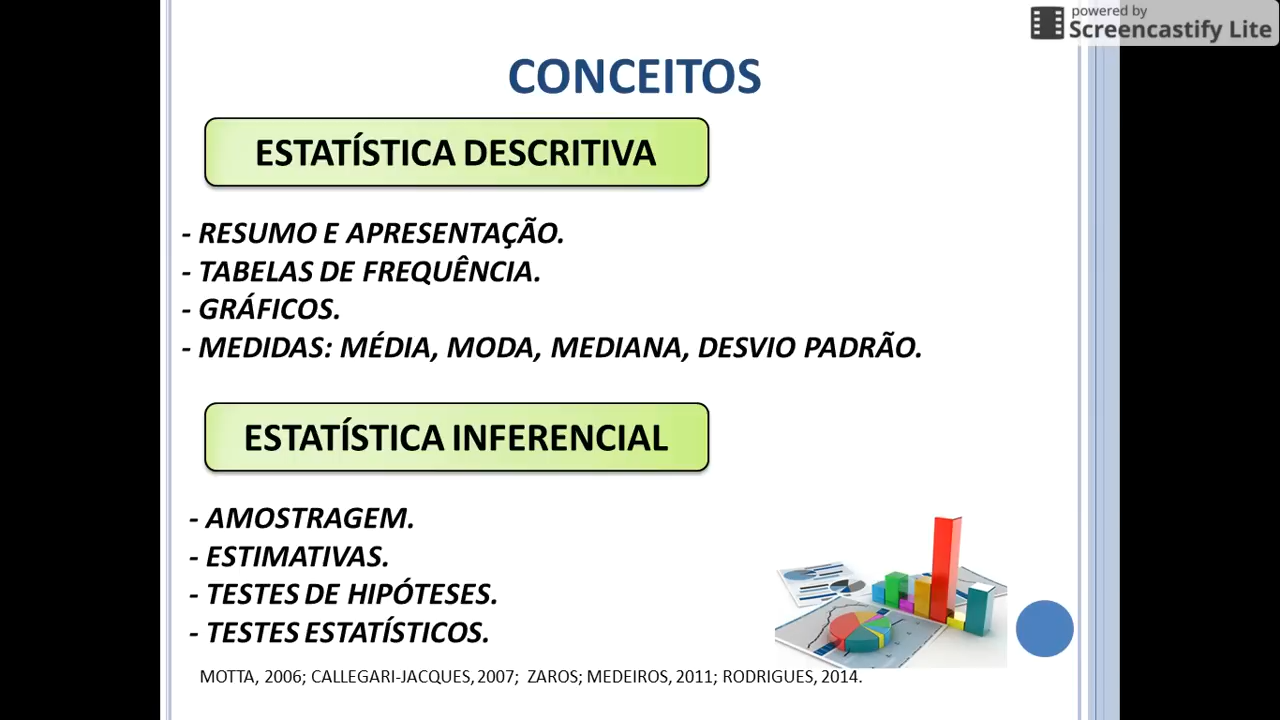 powered by
Screencastify Lite
CONCEITOS
ESTATÍSTICA DESCRITIVA
- RESUMO E APRESENTAÇÃO.
- TABELAS DE FREQUÊNCIA.
- GRÁFICOS.
- MEDIDAS: MÉDIA, MODA, MEDIANA, DESVIO PADRÃO.
ESTATÍSTICA INFERENCIAL
- AMOSTRAGEM.
- ESTIMATIVAS.
- TESTES DE HIPÓTESES.
- TESTES ESTATÍSTICOS.
MOTTA, 2006; CALLEGARI-JACQUES, 2007; ZAROS; MEDEIROS, 2011; RODRIGUES, 2014.